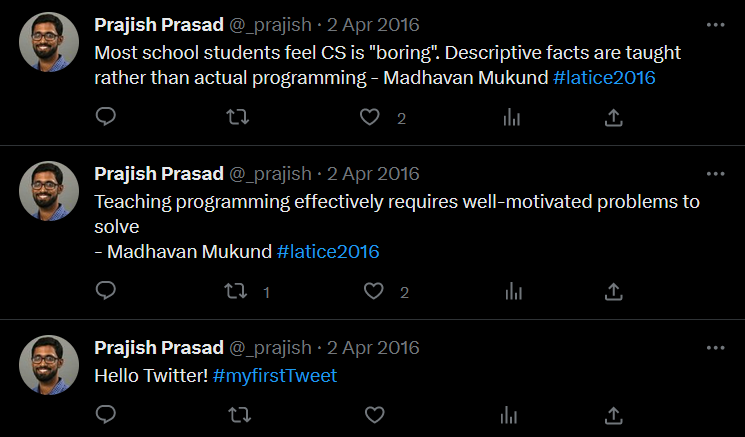 Prajish Prasad @_prajish · 2 Apr 2016
Most school students feel CS is "boring". Descriptive facts are taught
rather than actual programming - Madhavan Mukund #latice2016
2
Prajish Prasad @_prajish · 2 Apr 2016
Teaching programming effectively requires well-motivated problems to
solve
- Madhavan Mukund #latice2016
1 2
Prajish Prasad @_prajish · 2 Apr 2016
Hello Twitter! #myfirstTweet